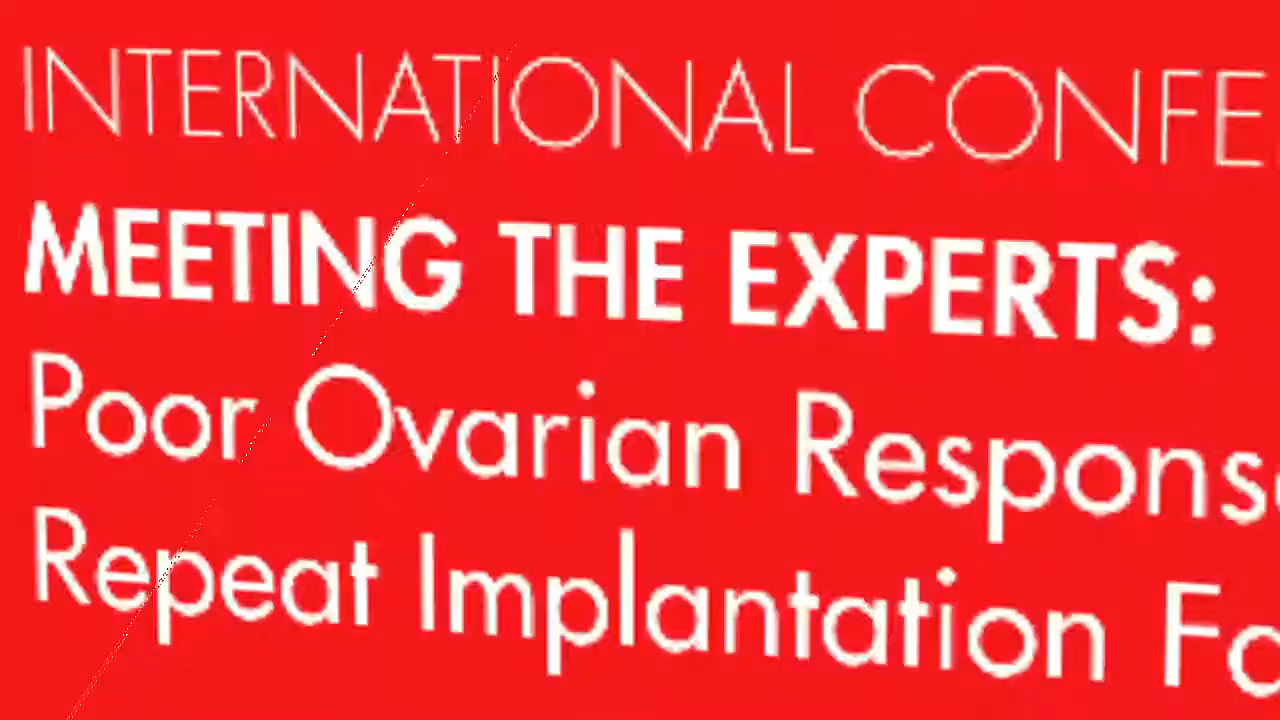 INTERNATIONAL CONFE
MEETING THE EXPERTS:
Poor Ovarian Respons
Repeat Implantation Fa